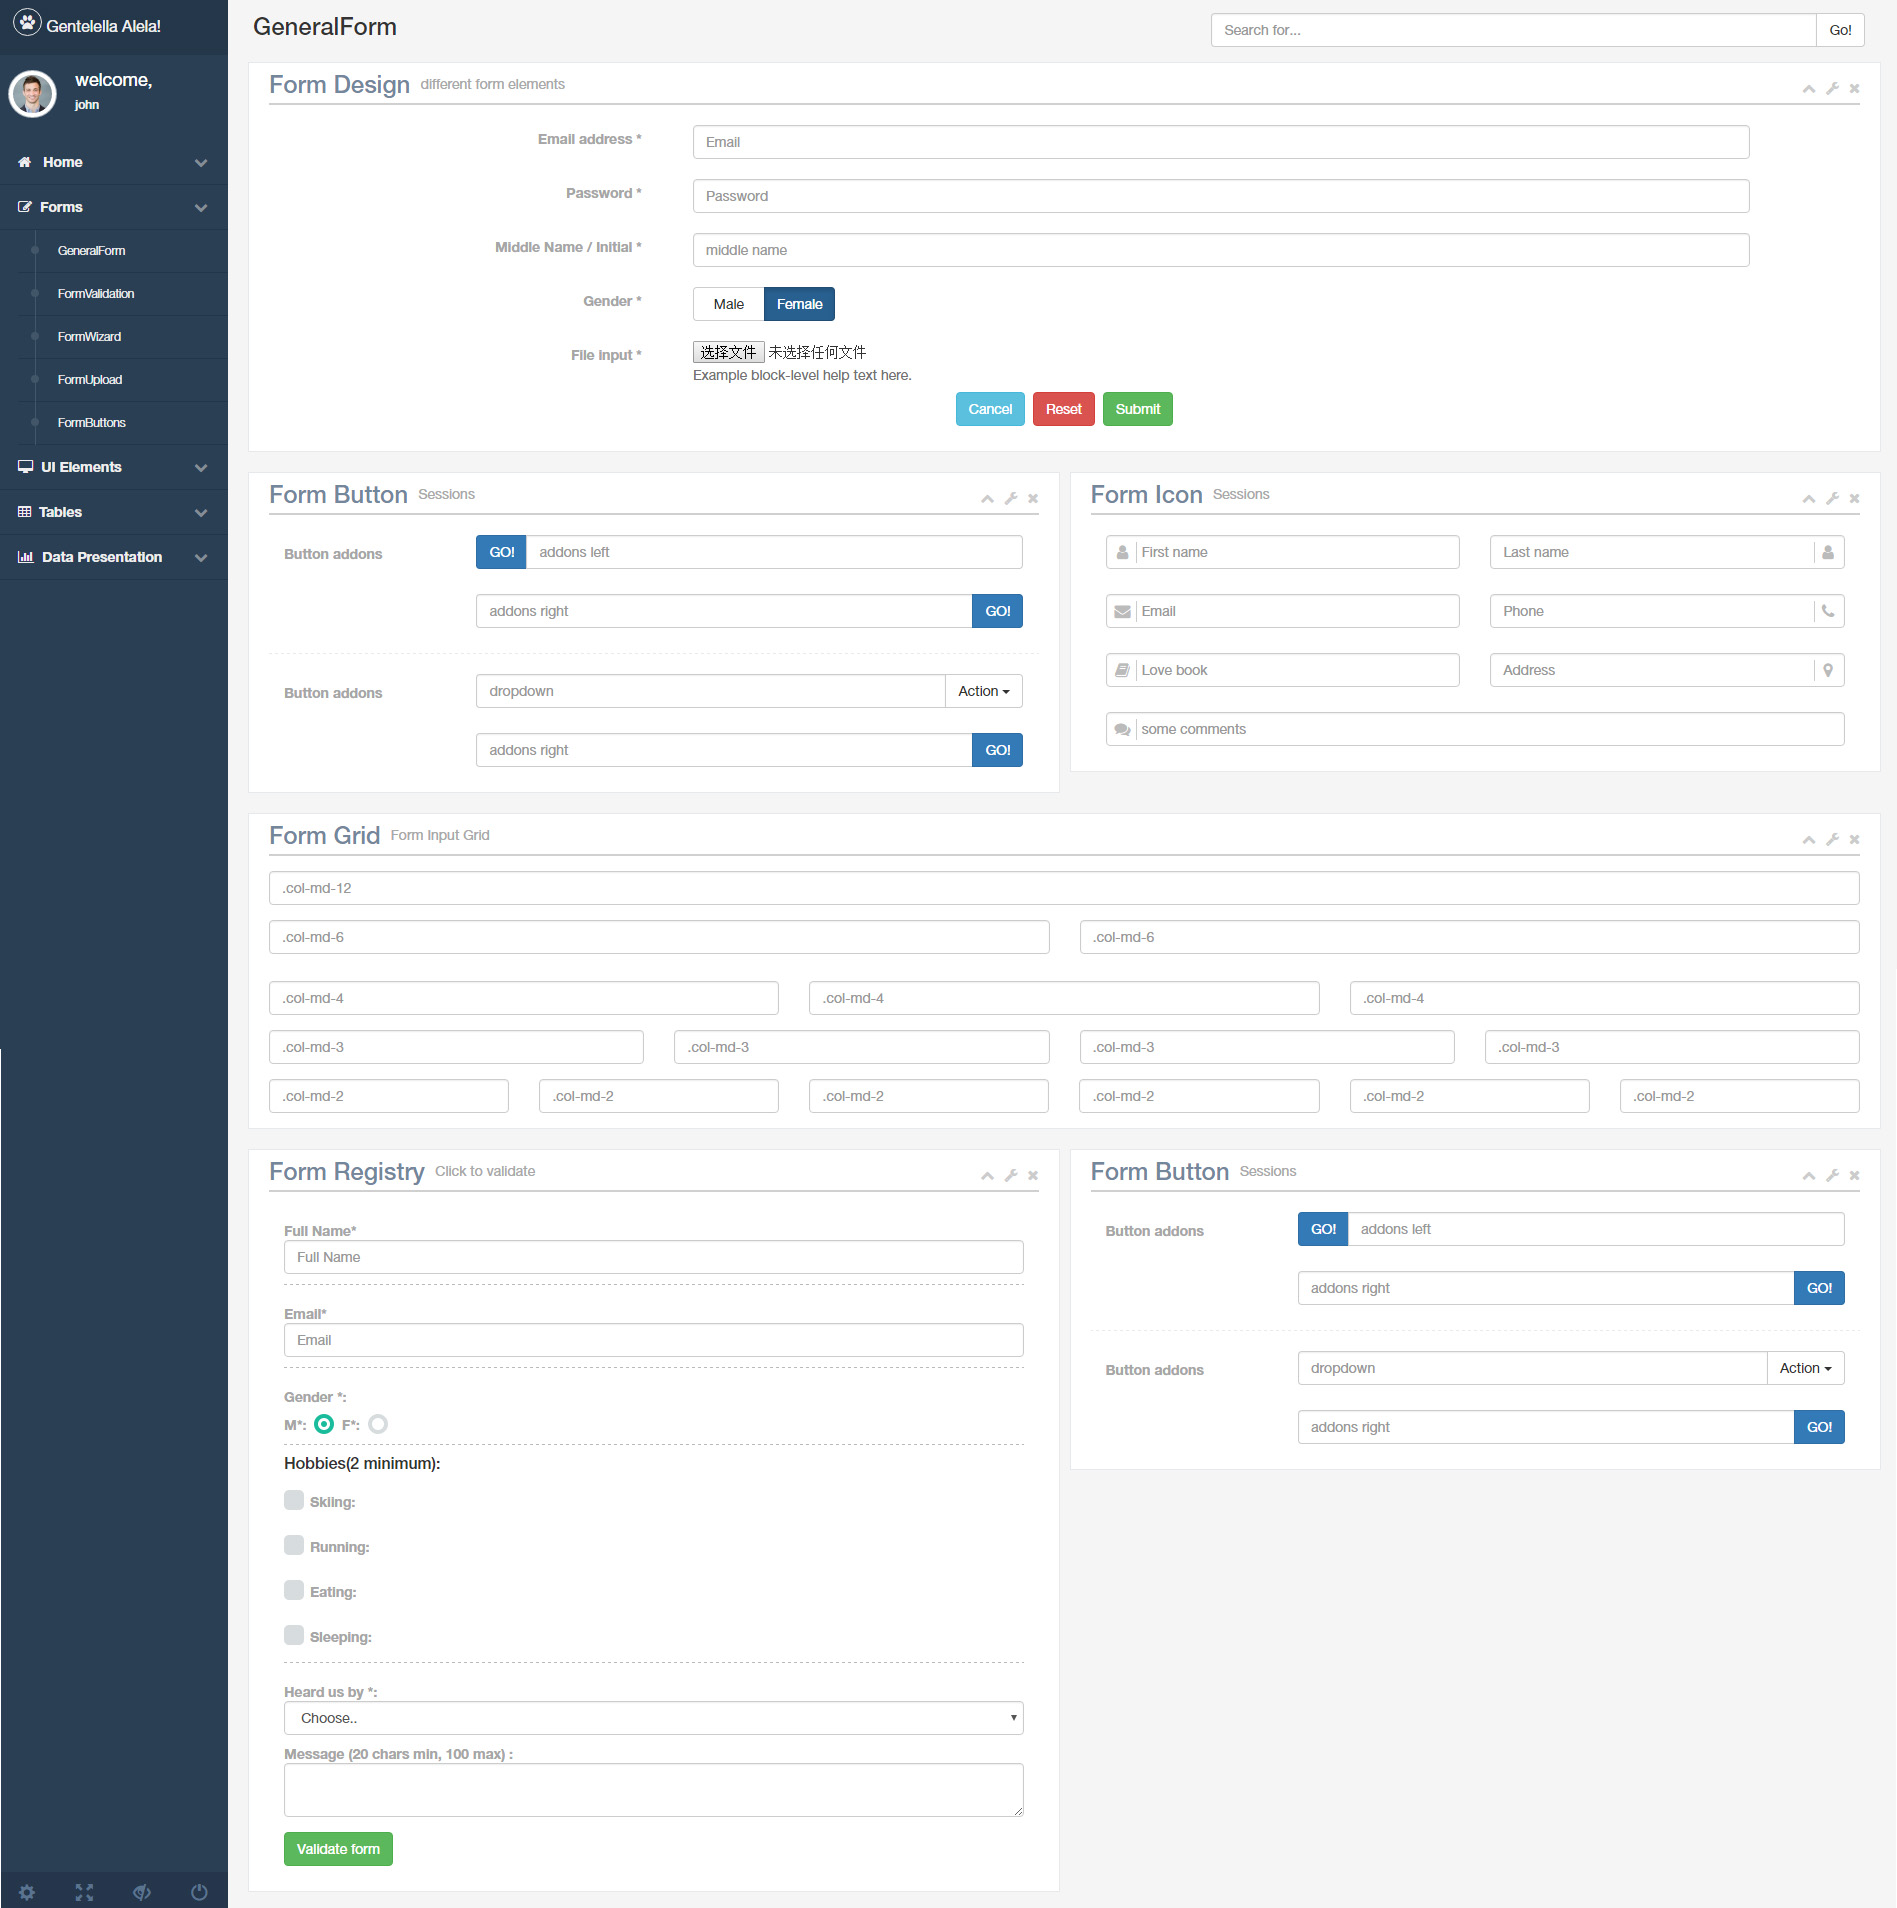 Gentelella Alela!
welcome,
john
Home
Forms
GeneralForm
FormValidation
FormWizard
FormUpload
FormButtons
UI Elements
Tables
Data Presentation
GeneralForm
Search for...
Go!
Form Design different form elements
Email address *
Email
Password *
Password
Middle Name / Initial *
middle name
Gender *
Male
Female
File input *
选择文件 未选择任何文件
Example block-level help text here.
Cancel
Reset
Submit
Form Button Sessions
Button addons
GO!
addons left
addons right
GO!
Button addons
dropdown
Action
addons right
GO!
Form Icon Sessions
First name
Last name
Email
Phone
Love book
Address
some comments
Form Grid Form Input Grid
.col-md-12
.col-md-6
.col-md-6
.col-md-4
.col-md-4
.col-md-4
.col-md-3
.col-md-3
.col-md-3
.col-md-3
.col-md-2
.col-md-2
.col-md-2
.col-md-2
.col-md-2
.col-md-2
Form Registry Click to validate
Full Name*
Full Name
Email*
Email
Gender *:
M*: F*:
Hobbies(2 minimum):
Skiing:
Running:
Eating:
Sleeping:
Heard us by *:
Choose..
Message (20 chars min, 100 max) :
Validate form
Form Button Sessions
Button addons
GO!
addons left
addons right
GO!
Button addons
dropdown
Action
addons right
GO!